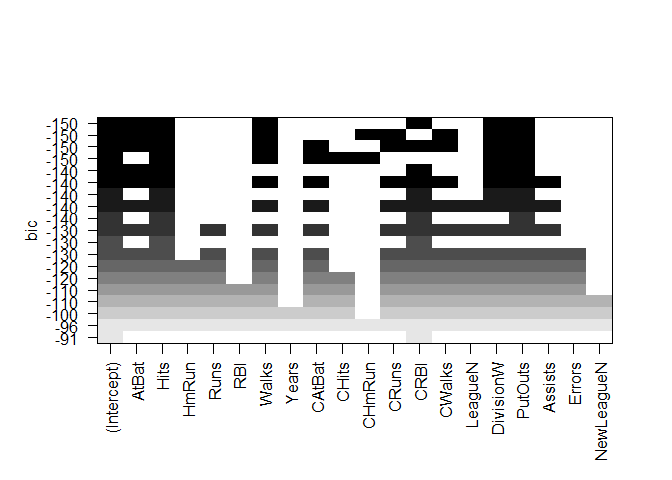 bic
-150
-150
-150
-150
-140
-140
-140
-140
-140
-130
-130
-130
-120
-120
-110
-110
-100
-96
-91
(Intercept)
AtBat
Hits
HmRun
Runs
RBI
Walks
Years
CAtBat
CHits
CHmRun
CRuns
CRBI
CWalks
LeagueN
DivisionW
PutOuts
Assists
Errors
NewLeagueN